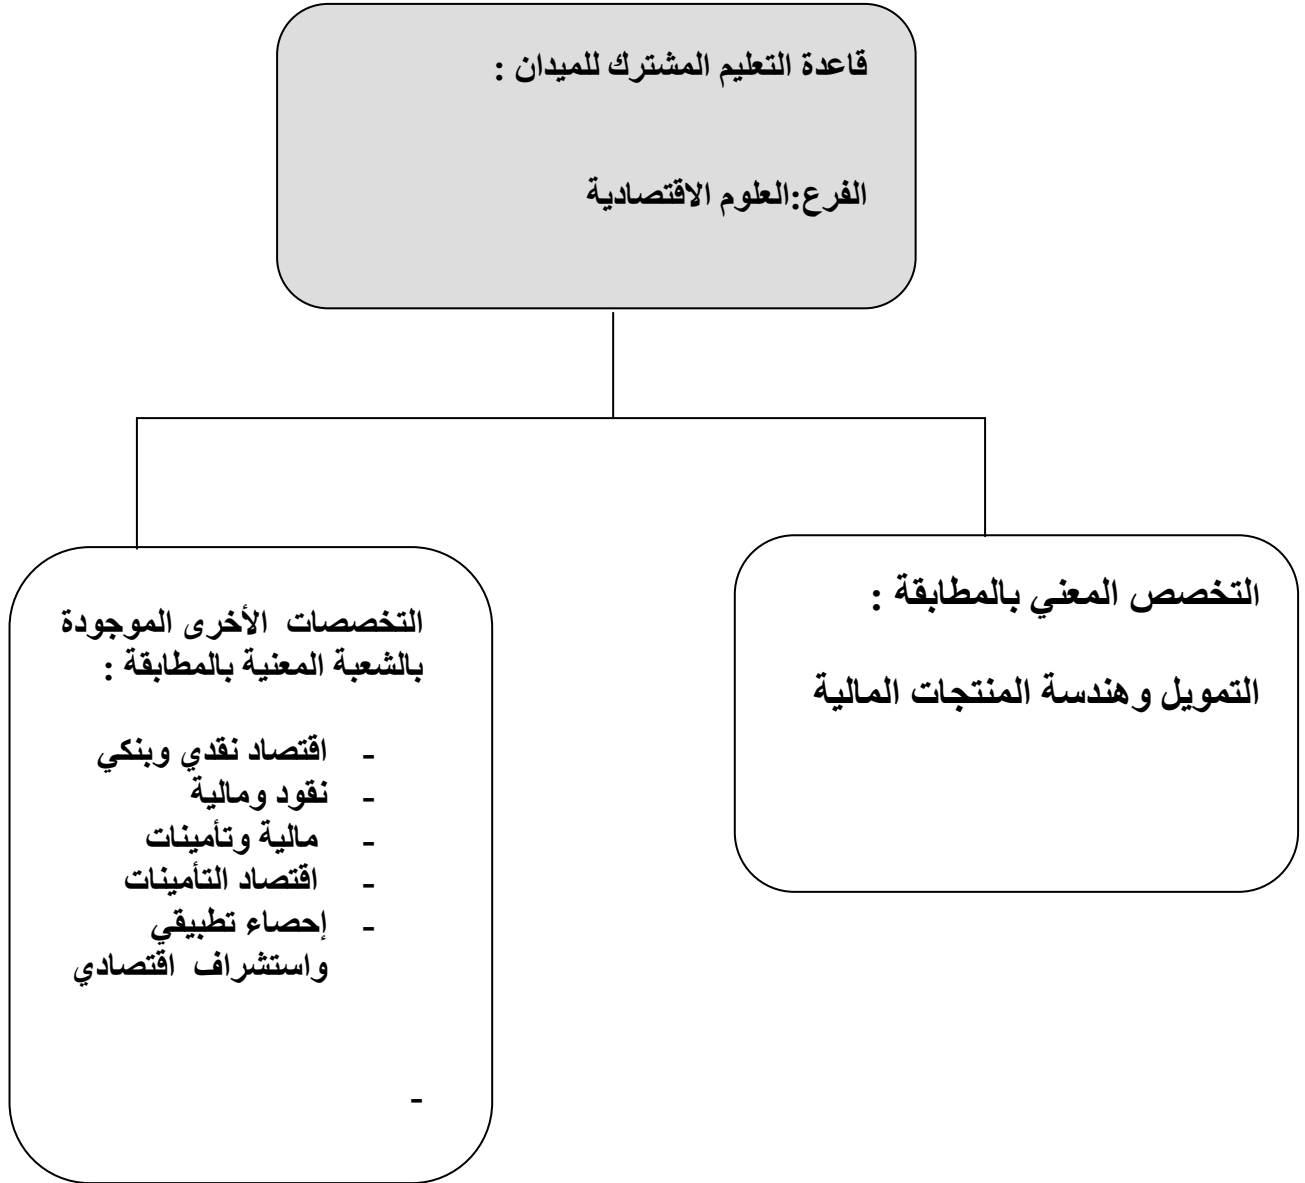 قاعدة التعليم المشترك للميدان :
الفرع:العلوم الاقتصادية
التخصص المعني بالمطابقة :
التمويل وهندسة المنتجات المالية
التخصصات الأخرى الموجودة
بالشعبة المعنية بالمطابقة :
- اقتصاد نقدي وبنكي
- نقود ومالية
- مالية وتأمينات
- اقتصاد التأمينات
- إحصاء تطبيقي
واستشراف اقتصادي
-